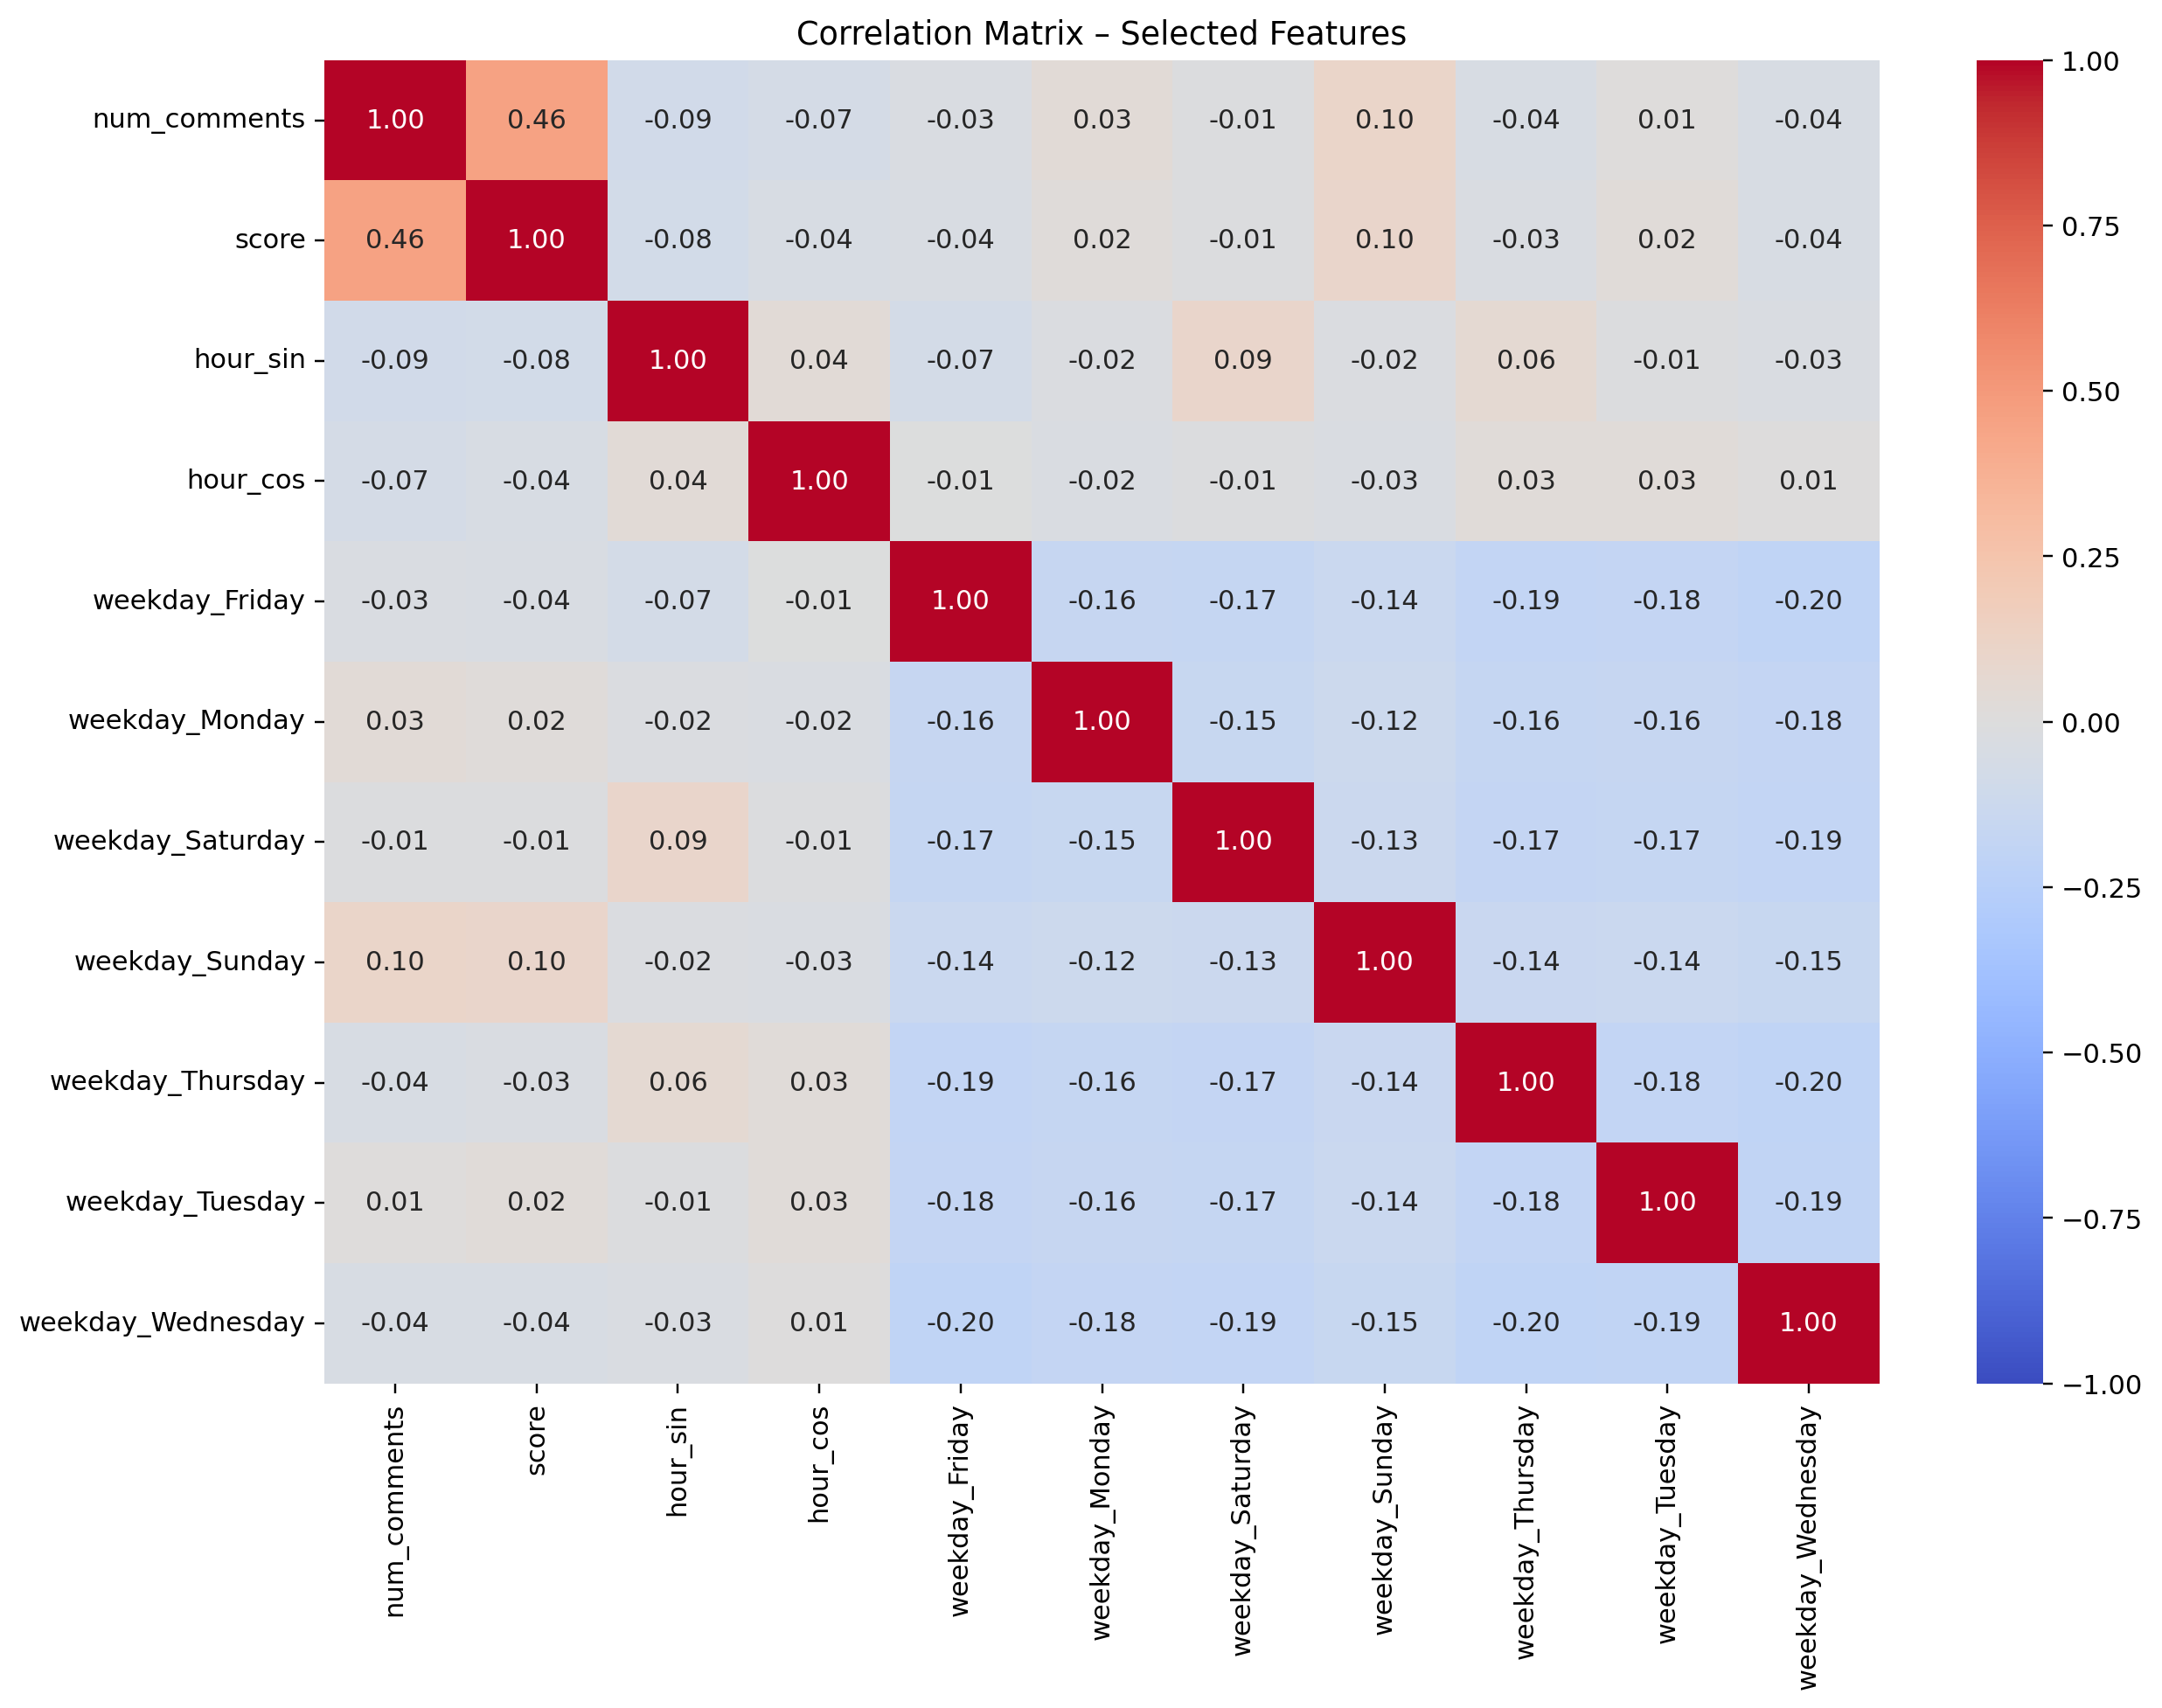 Correlation Matrix – Selected Features
num_comments 1.00 0.46 -0.09 -0.07 -0.03 0.03 -0.01 0.10 -0.04 0.01 -0.04
score 0.46 1.00 -0.08 -0.04 -0.04 0.02 -0.01 0.10 -0.03 0.02 -0.04
hour_sin -0.09 -0.08 1.00 0.04 -0.07 -0.02 0.09 -0.02 0.06 -0.01 -0.03
hour_cos -0.07 -0.04 0.04 1.00 -0.01 -0.02 -0.01 -0.03 0.03 0.03 0.01
weekday_Friday -0.03 -0.04 -0.07 -0.01 1.00 -0.16 -0.17 -0.14 -0.19 -0.18 -0.20
weekday_Monday 0.03 0.02 -0.02 -0.02 -0.16 1.00 -0.15 -0.12 -0.16 -0.16 -0.18
weekday_Saturday -0.01 -0.01 0.09 -0.01 -0.17 -0.15 1.00 -0.13 -0.17 -0.17 -0.19
weekday_Sunday 0.10 0.10 -0.02 -0.03 -0.14 -0.12 -0.13 1.00 -0.14 -0.14 -0.15
weekday_Thursday -0.04 -0.03 0.06 0.03 -0.19 -0.16 -0.17 -0.14 1.00 -0.18 -0.20
weekday_Tuesday 0.01 0.02 -0.01 0.03 -0.18 -0.16 -0.17 -0.14 -0.18 1.00 -0.19
weekday_Wednesday -0.04 -0.04 -0.03 0.01 -0.20 -0.18 -0.19 -0.15 -0.20 -0.19 1.00
num_comments
score
hour_sin
hour_cos
weekday_Friday
weekday_Monday
weekday_Saturday
weekday_Sunday
weekday_Thursday
weekday_Tuesday
weekday_Wednesday
1.00
0.75
0.50
0.25
0.00
−0.25
−0.50
−0.75
−1.00